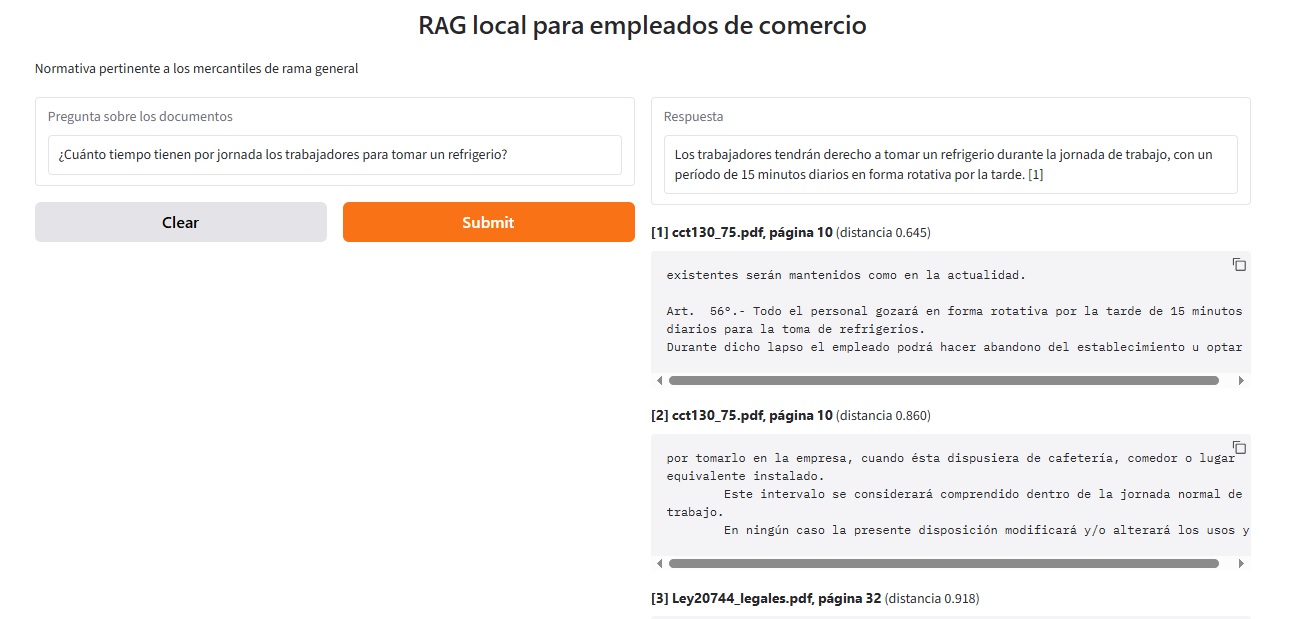 RAG local para empleados de comercio
Normativa pertinente a los mercantiles de rama general
Pregunta sobre los documentos
¿Cuánto tiempo tienen por jornada los trabajadores para tomar un refrigerio?
Clear
Submit
Respuesta
Los trabajadores tendrán derecho a tomar un refrigerio durante la jornada de trabajo, con un
período de 15 minutos diarios en forma rotativa por la tarde. [1]
[1] cct130_75.pdf, página 10 (distancia 0.645)
existentes serán mantenidos como en la actualidad.
Art.  56º.- Todo el personal gozará en forma rotativa por la tarde de 15 minutos
diarios para la toma de refrigerios.
Durante dicho lapso el empleado podrá hacer abandono del establecimiento u optar
[2] cct130_75.pdf, página 10 (distancia 0.860)
por tomarlo en la empresa, cuando ésta dispusiera de cafetería, comedor o lugar
equivalente instalado.
Este intervalo se considerará comprendido dentro de la jornada normal de
trabajo.
En ningún caso la presente disposición modificará y/o alterará los usos y
[3] Ley20744_legales.pdf, página 32 (distancia 0.918)